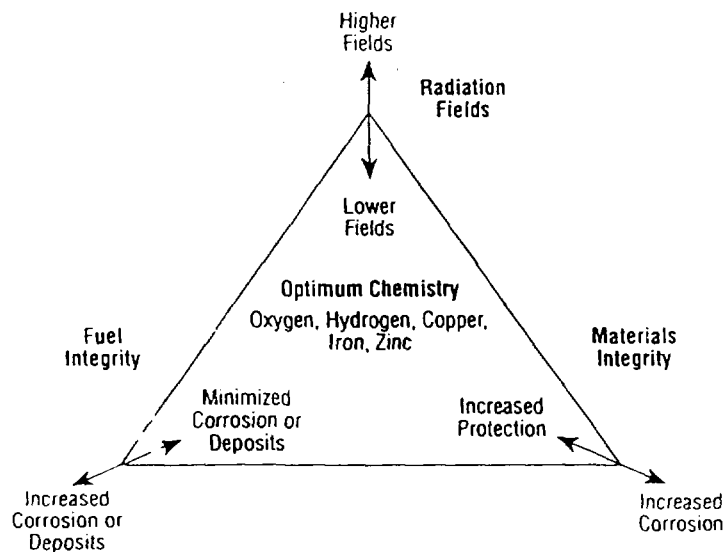 Higher
Fields
Radiation
Fields
Lower
Fields
Optimum Chemistry
Oxygen, Hydrogen, Copper,
Iron, Zinc
Fuel
Integrity
Materials
Integrity
Minimized
Corrosion or
Deposits
Increased
Protection
Increased
Corrosion or
Deposits
Increased
Corrosion